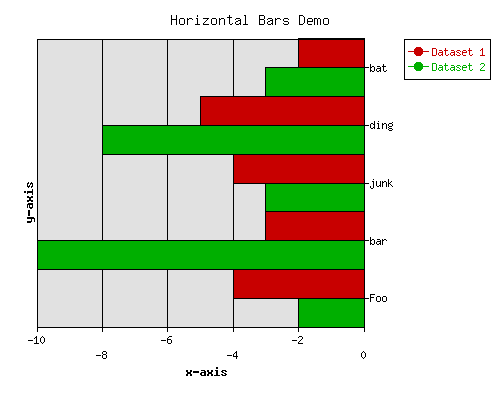 Horizontal Bars Demo
Dataset 1
Dataset 2
bat
ding
junk
bar
Foo
y-axis
-10
-8
-6
-4
-2
0
x-axis